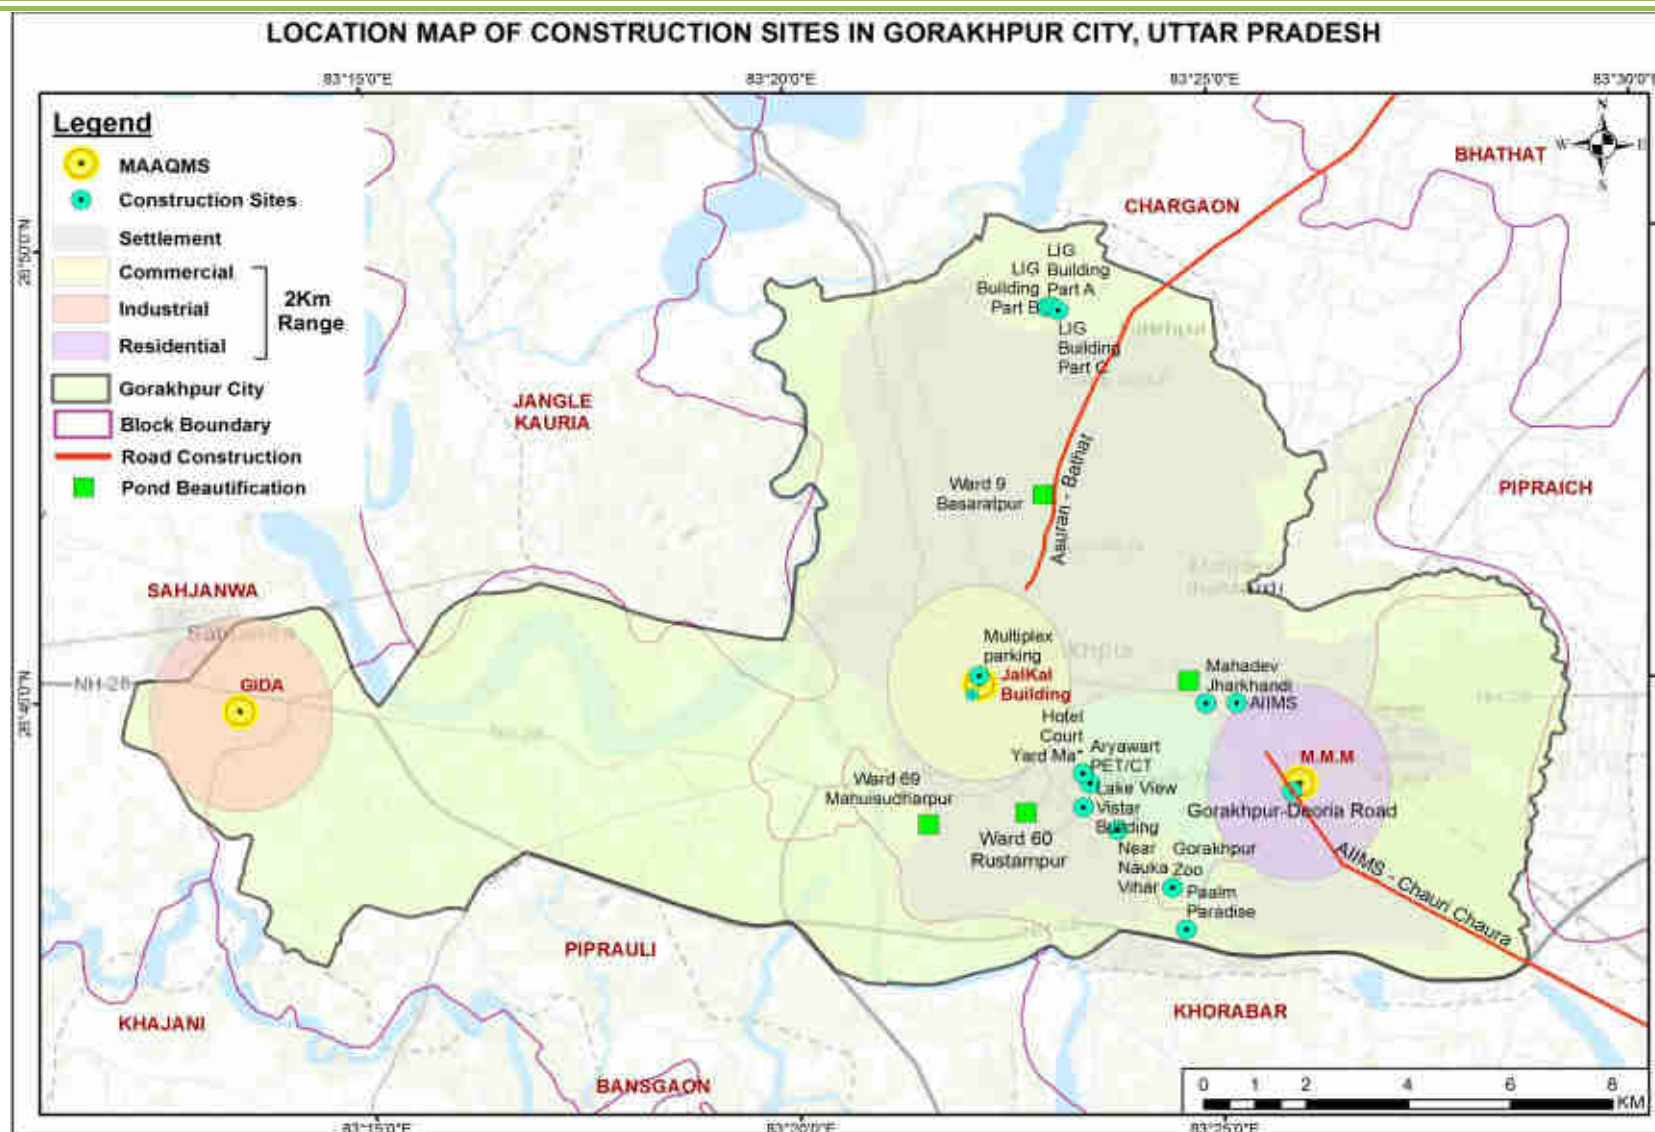 LOCATION MAP OF CONSTRUCTION SITES IN GORAKHPUR CITY, UTTAR PRADESH
83°15'0"E
83°20'0"E
83°25'0"E
83°30'0"E
Legend
MAAQMS
Construction Sites
Settlement
Commercial
Industrial
Residential
2Km
Range
Gorakhpur City
Block Boundary
Road Construction
Pond Beautification
N
W
E
S
BHATHAT
CHARGAON
LIG
Building
Part A
LIG
Building
Part B
LIG
Building
Part C
JANGLE
KAURIA
PIPRAICH
Ward 9
Basaratpur
Asuran - Bathat
SAHJANWA
Multiplex
parking
JalKal
Building
Mahadev
Jharkhandi
AIIMS
NH-28
GIDA
Hotel
Court
Yard Ma
Aryawart
PET/CT
Lake View
Vistar
Building
M.M.M
Gorakhpur-Deoria Road
Ward 69
Mahuisudharpur
Ward 60
Rustampur
Near
Nauka
Vihar
Gorakhpur
Zoo
Paalm
Paradise
AIIMS - Chauri Chaura
PIPRAULI
KHAJANI
KHORABAR
BANSGAON
0 1 2 4 6 8
KM
83°15'0"E
83°20'0"E
83°25'0"E